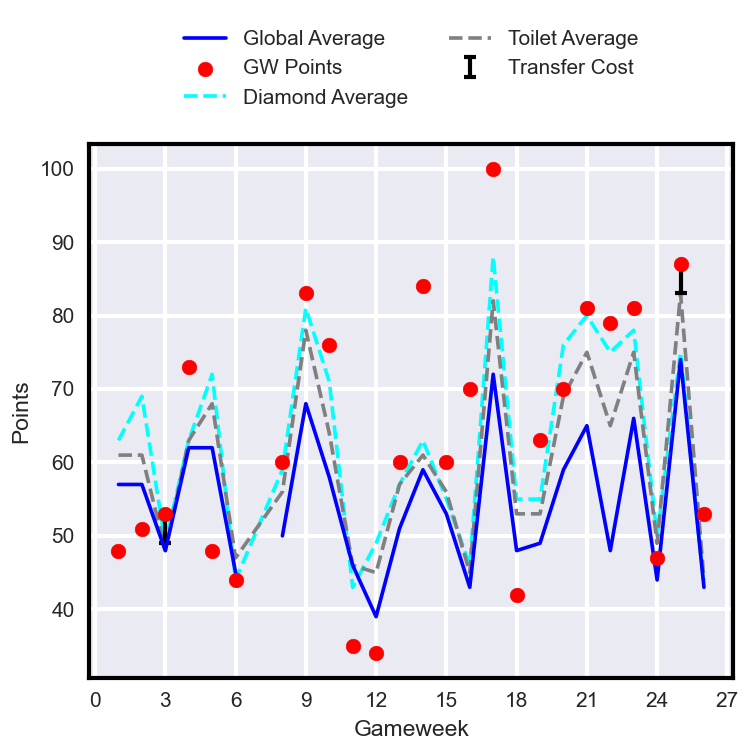 Global Average
GW Points
Diamond Average
Toilet Average
Transfer Cost
100
90
80
70
60
50
40
Points
0 3 6 9 12 15 18 21 24 27
Gameweek